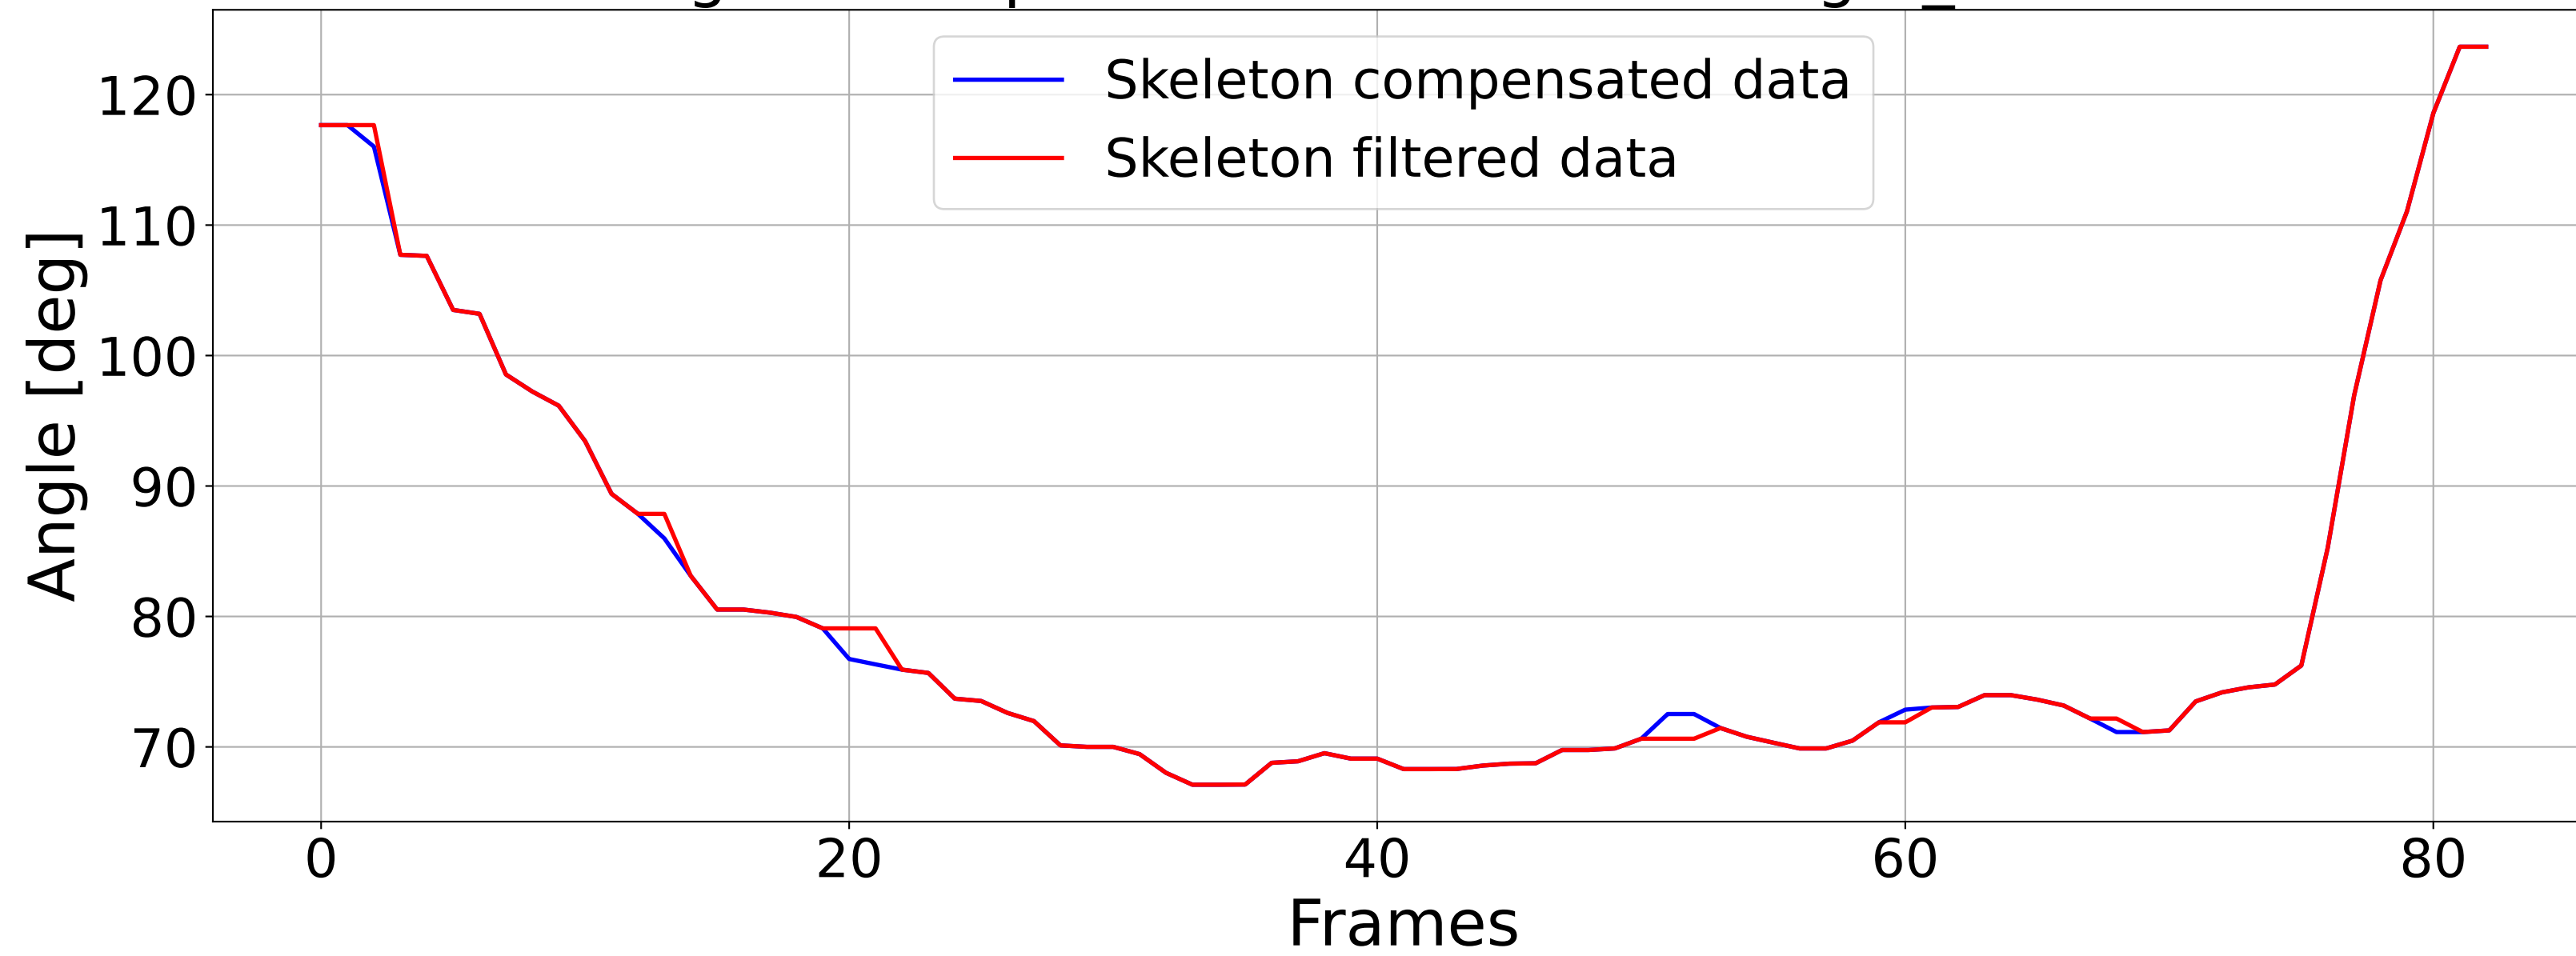 Skeleton compensated data
Skeleton filtered data
Angle [deg]
120
110
100
90
80
70
0 20 40 60 80
Frames